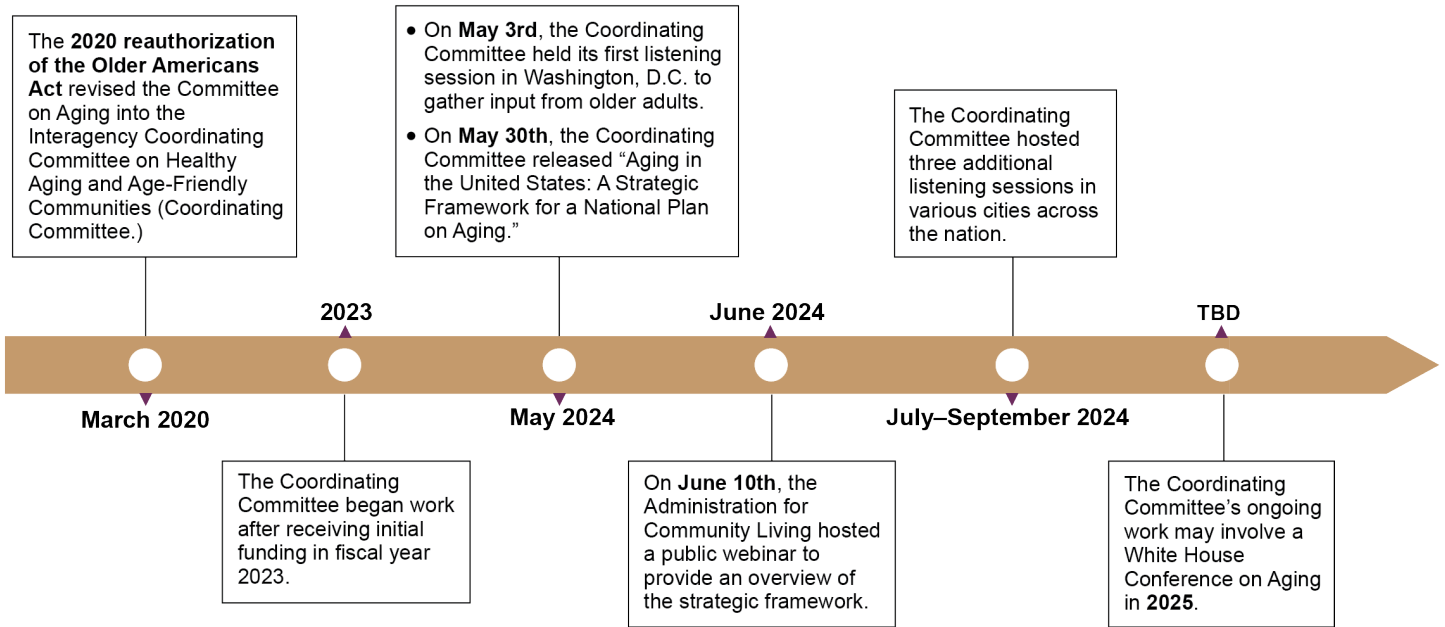 The 2020 reauthorization
of the Older Americans
Act revised the Committee
on Aging into the
Interagency Coordinating
Committee on Healthy
Aging and Age-Friendly
Communities (Coordinating
Committee.)
March 2020
2023
The Coordinating
Committee began work
after receiving initial
funding in fiscal year
2023.
• On May 3rd, the Coordinating
Committee held its first listening
session in Washington, D.C. to
gather input from older adults.
• On May 30th, the Coordinating
Committee released “Aging in
the United States: A Strategic
Framework for a National Plan
on Aging.”
May 2024
June 2024
On June 10th, the
Administration for
Community Living hosted
a public webinar to
provide an overview of
the strategic framework.
The Coordinating
Committee hosted
three additional
listening sessions in
various cities across
the nation.
July–September 2024
TBD
The Coordinating
Committee’s ongoing
work may involve a
White House
Conference on Aging
in 2025.